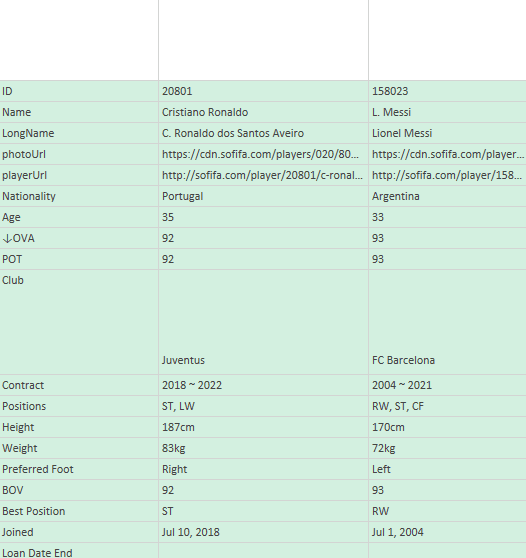 ID 20801 158023
Name Cristiano Ronaldo L. Messi
LongName C. Ronaldo dos Santos Aveiro Lionel Messi
photoUrl https://cdn.sofifa.com/players/020/80... https://cdn.sofifa.com/player...
playerUrl http://sofifa.com/player/20801/c-ronal... http://sofifa.com/player/158...
Nationality Portugal Argentina
Age 35 33
↓OVA 92 93
POT 92 93
Club
Juventus FC Barcelona
Contract 2018 ~ 2022 2004 ~ 2021
Positions ST, LW RW, ST, CF
Height 187cm 170cm
Weight 83kg 72kg
Preferred Foot Right Left
BOV 92 93
Best Position ST RW
Joined Jul 10, 2018 Jul 1, 2004
Loan Date End